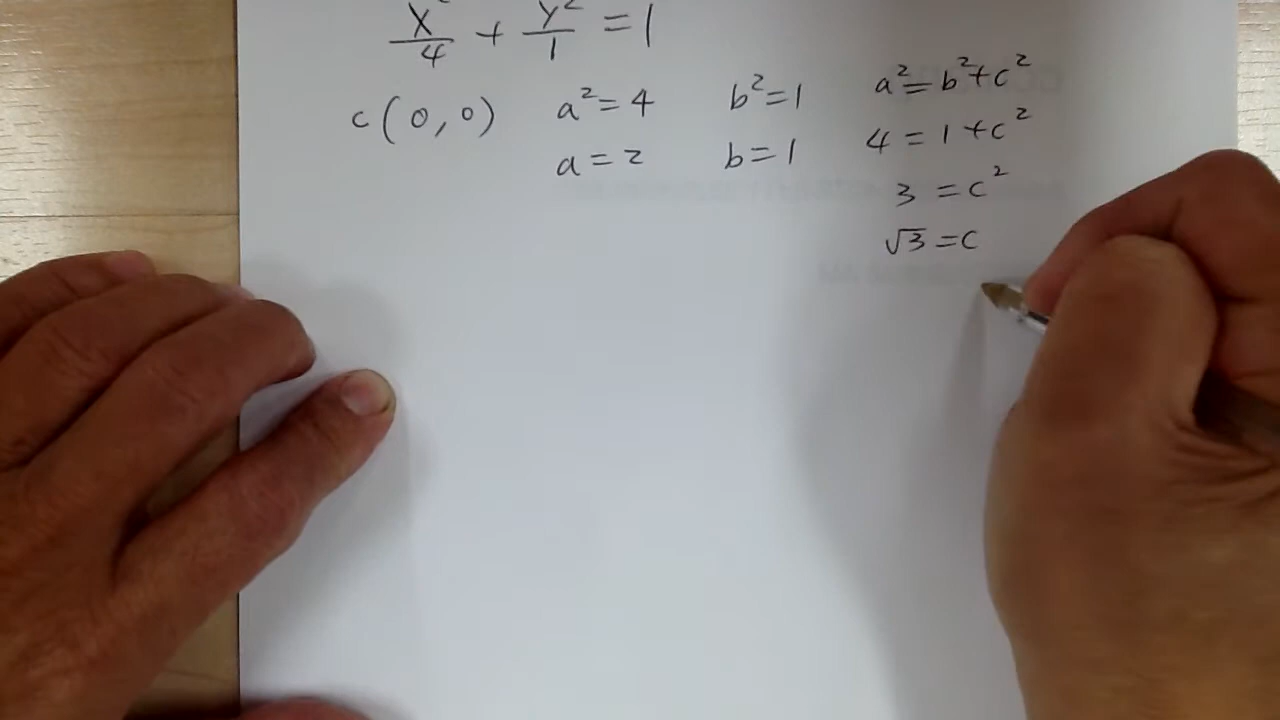 x²/4 + y²/1 = 1
c(0,0) a²=4 b²=1 a²=b²+c²
a=2 b=1 4=1+c²
3=c²
√3=c